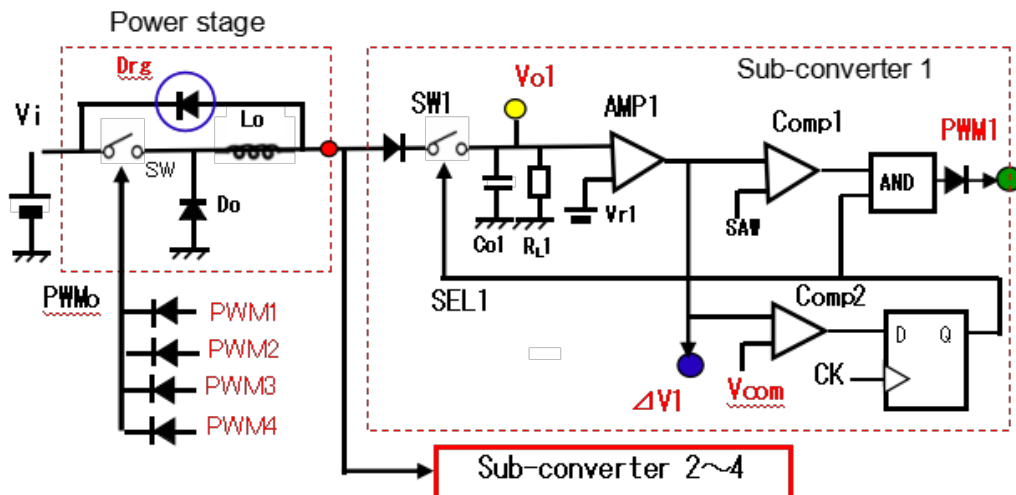 Power stage
Drg
Vi
Lo
SW
Do
PWMo
PWM1
PWM2
PWM3
PWM4
Sub-converter 1
Vo1
SW1
AMP1
Comp1
PWM1
AND
Vr1
SAW
Co1
RL1
SEL1
Comp2
D Q
CK
Vcom
⊿V1
Sub-converter 2～4